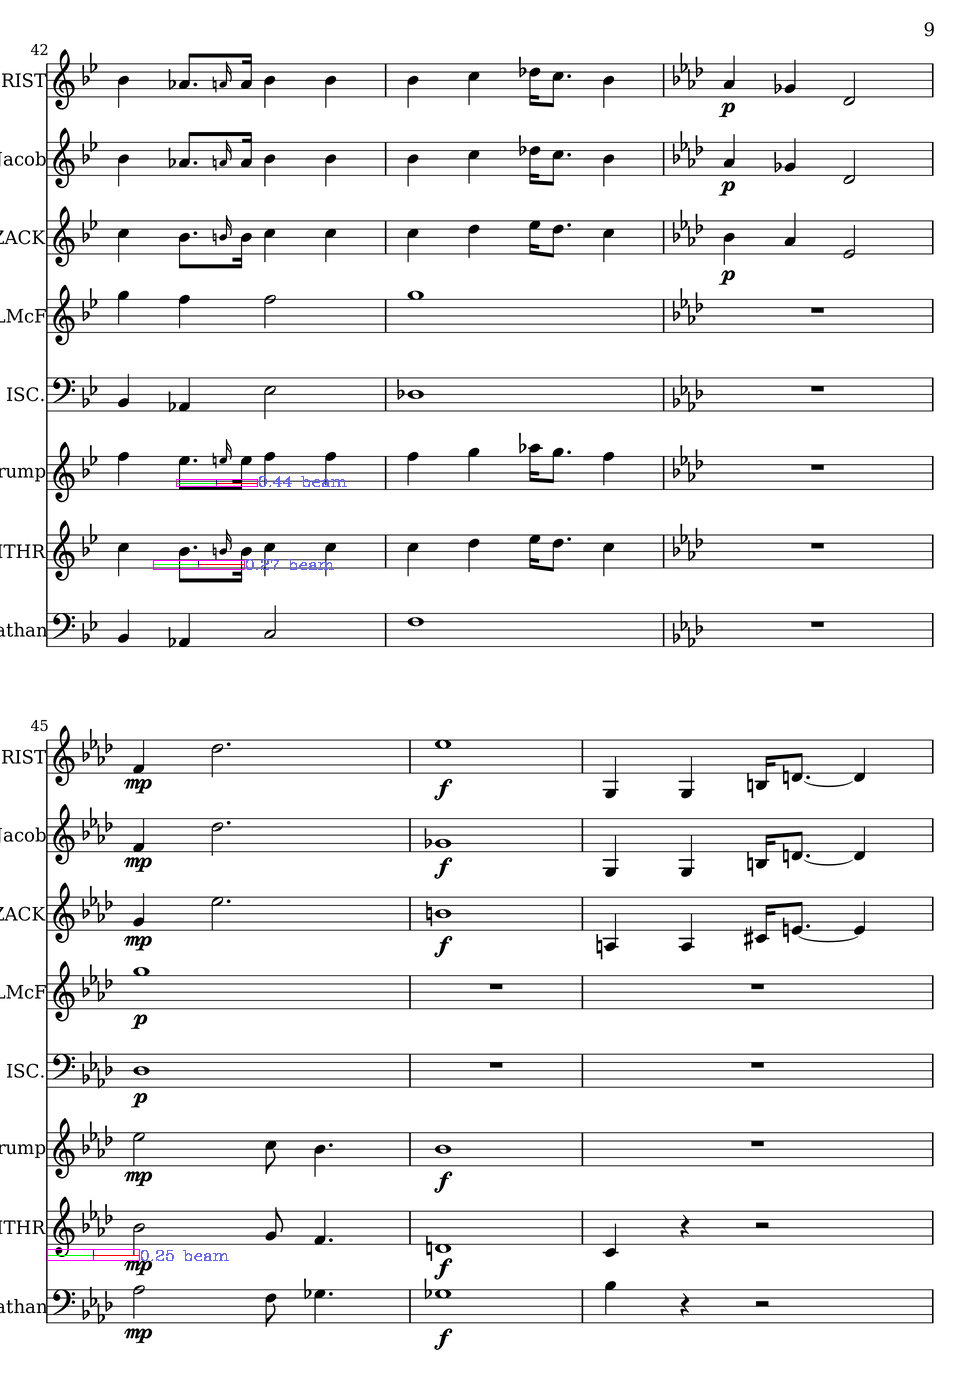 9
42
RIST
Jacob
ZACK
LMcF
ISC.
rump
0.44 beam
ITHR
0.27 beam
athan
p
p
p
45
RIST
mp
f
Jacob
mp
f
ZACK
mp
f
LMcF
p
ISC.
p
rump
mp
f
ITHR
0.25 beam
mp
f
athan
mp
f